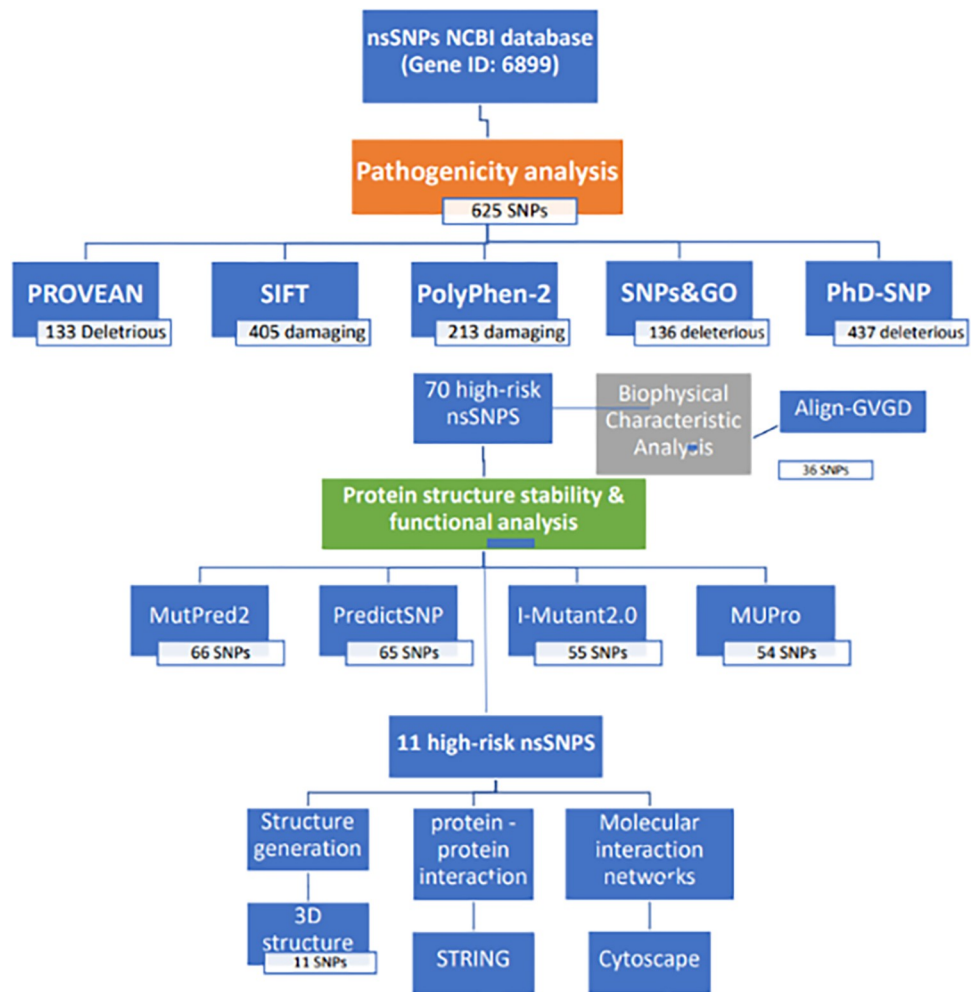 nsSNPs NCBI database
(Gene ID: 6899)
Pathogenicity analysis
625 SNPs
PROVEAN
133 Deletrious
SIFT
405 damaging
PolyPhen-2
213 damaging
SNPs&GO
136 deleterious
PhD-SNP
437 deleterious
70 high-risk
nsSNPS
Biophysical
Characteristic
Analysis
Align-GVGD
36 SNPs
Protein structure stability &
functional analysis
MutPred2
66 SNPs
PredictSNP
65 SNPs
I-Mutant2.0
55 SNPs
MUPro
54 SNPs
11 high-risk nsSNPS
Structure
generation
3D
structure
11 SNPs
protein -
protein
interaction
STRING
Molecular
interaction
networks
Cytoscape